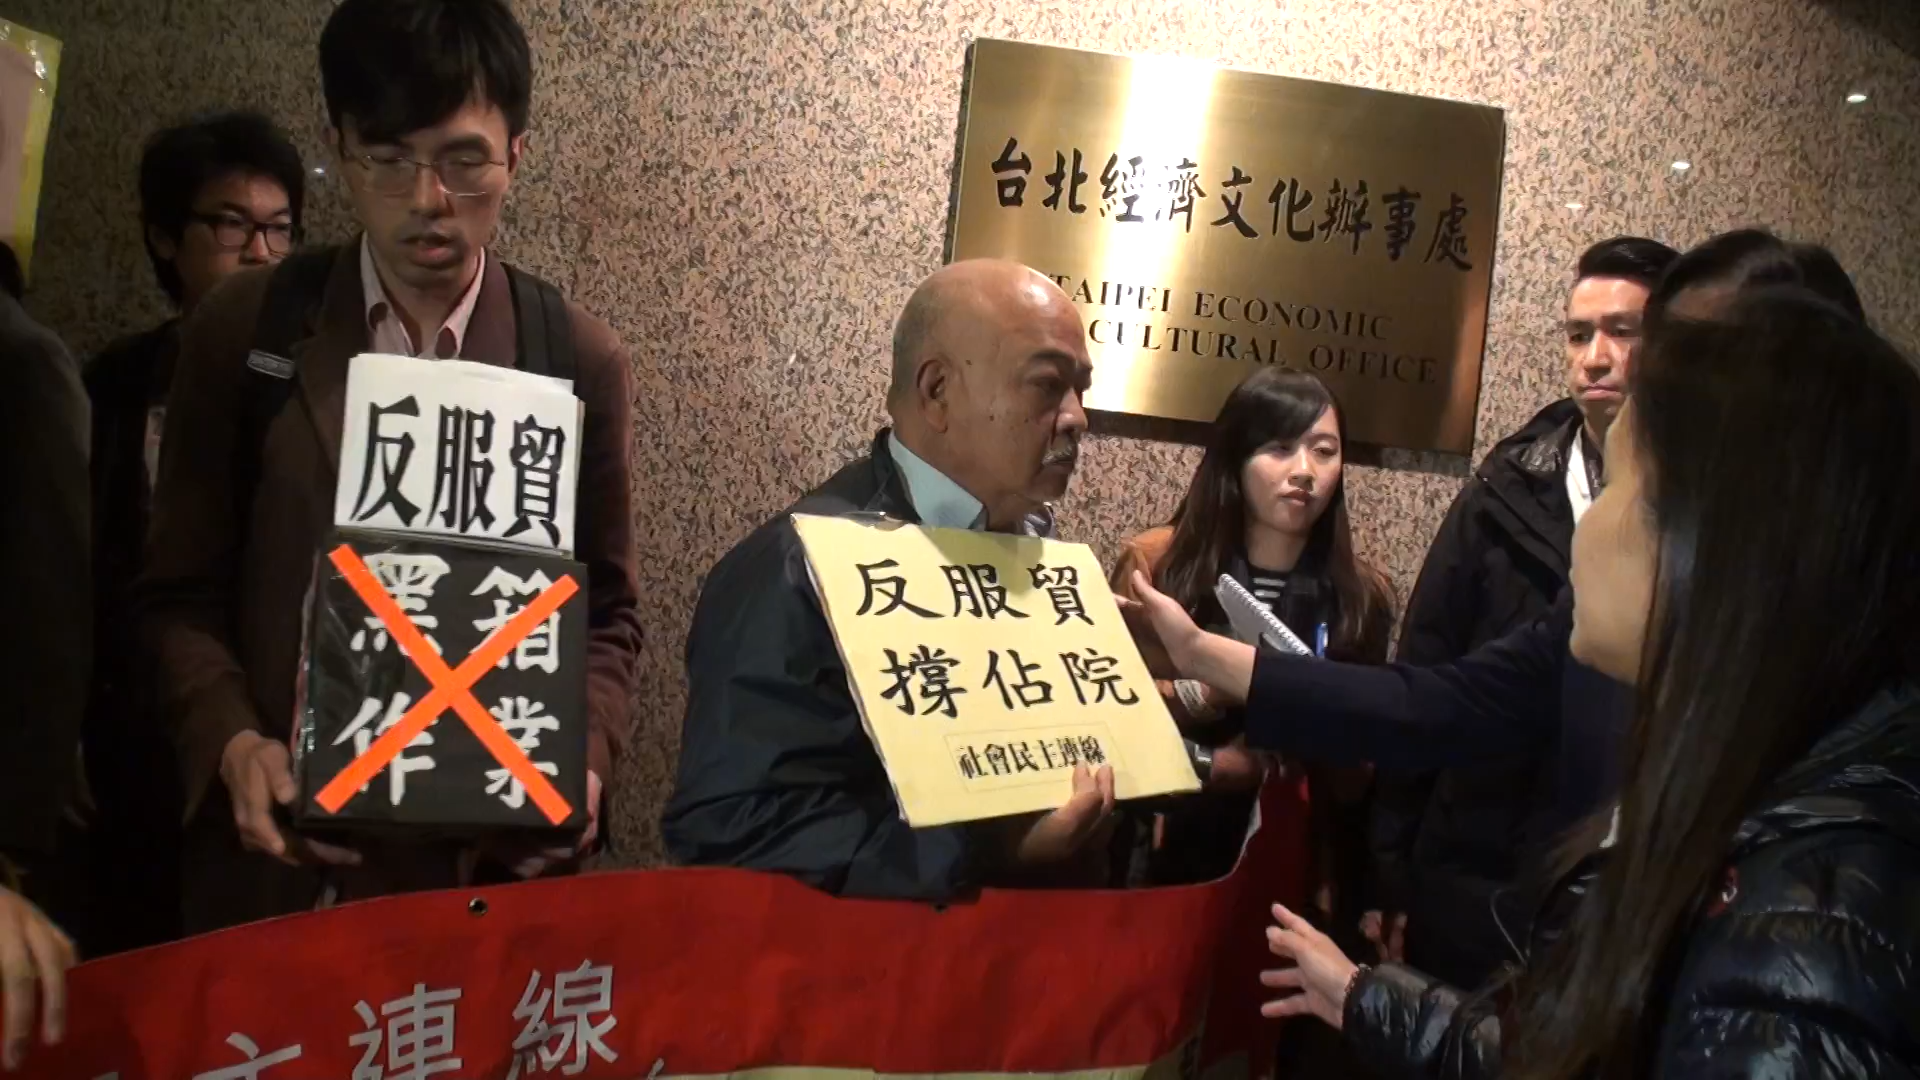 台北經濟文化辦事處
TAIPEI ECONOMIC
CULTURAL OFFICE
反服貿
黑箱
作業
反服貿
撐佔院
社會民主連線
連線